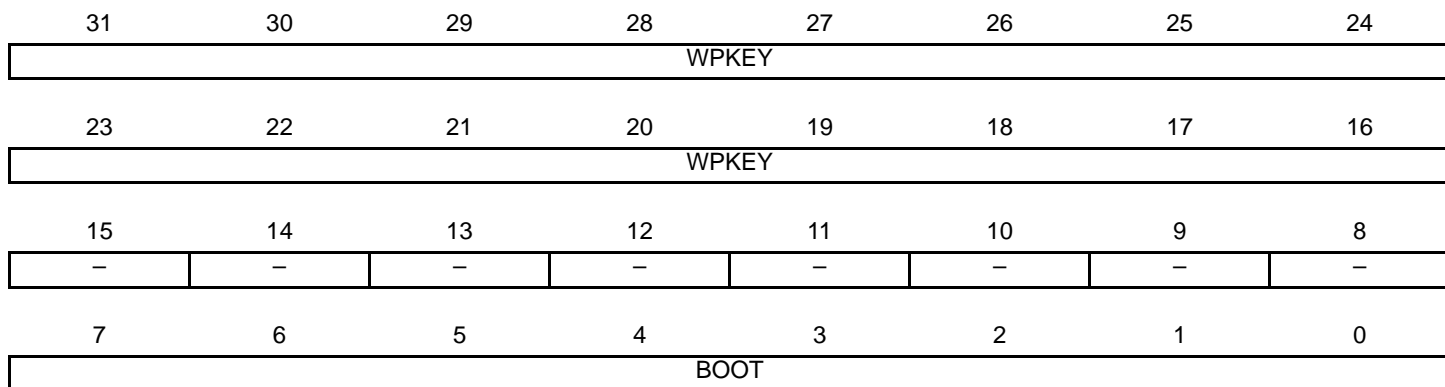 31 30 29 28 27 26 25 24
WPKEY
23 22 21 20 19 18 17 16
WPKEY
15 14 13 12 11 10 9 8
– – – – – – – –
7 6 5 4 3 2 1 0
BOOT